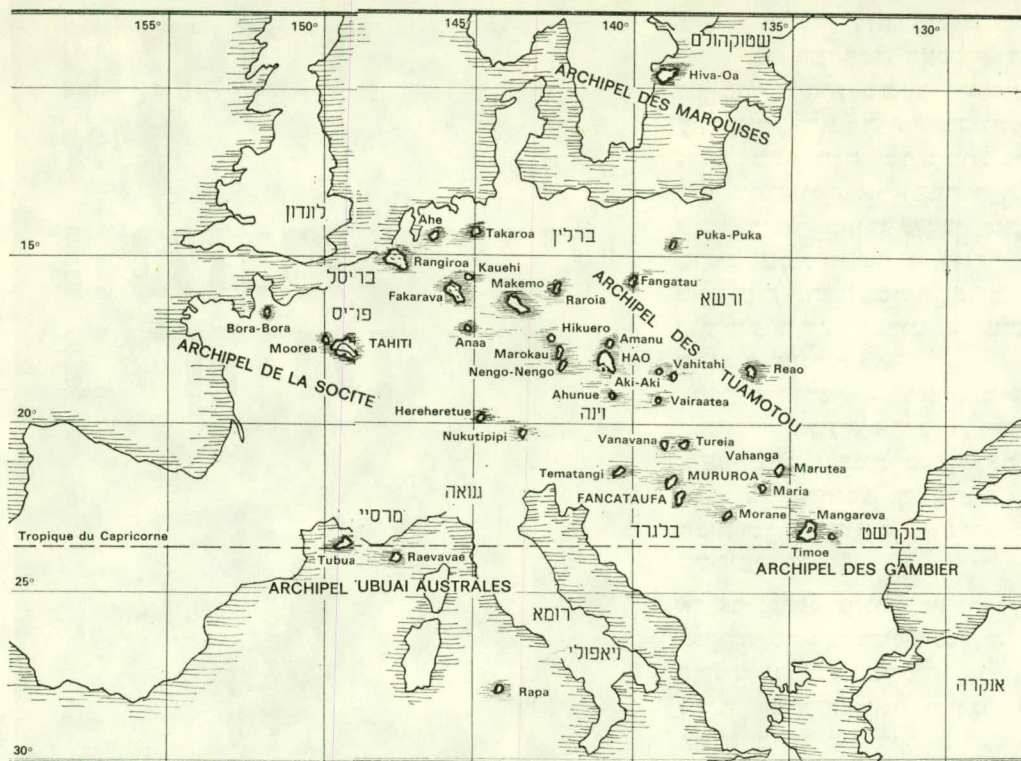 155° 150° 145° 140° 135° 130°
שטוקהולם
Hiva-Oa
ARCHIPEL DES MARQUISES
לונדון
Ahe
Takaroa
ברלין
Puka-Puka
15°
Rangiroa
בריסל
Kauehi
Makemo
Fangatau
Fakarava
Raroia
ורשא
פריס
Bora-Bora
Moorea
TAHITI
Anaa
Hikuero
Amanu
ARCHIPEL DES TUAMOTOU
ARCHIPEL DE LA SOCITE
Marokau
HAO
Vahitahi
Reao
Nengo-Nengo
Aki-Aki
Ahunue
Vairaatea
וינה
Hereheretue
20°
Nukutipipi
Vanavana
Tureia
Vahanga
Tematangi
MURUROA
Marutea
Maria
גנואה
FANCATAUFA
מרסיי
Morane
Mangareva
Tropique du Capricorne
בלגרד
בוקרשט
Tubua
Raevavae
Timoe
ARCHIPEL DES GAMBIER
25°
ARCHIPEL UBUAI AUSTRALES
רומא
ניאפולי
Rapa
אנקרה
30°